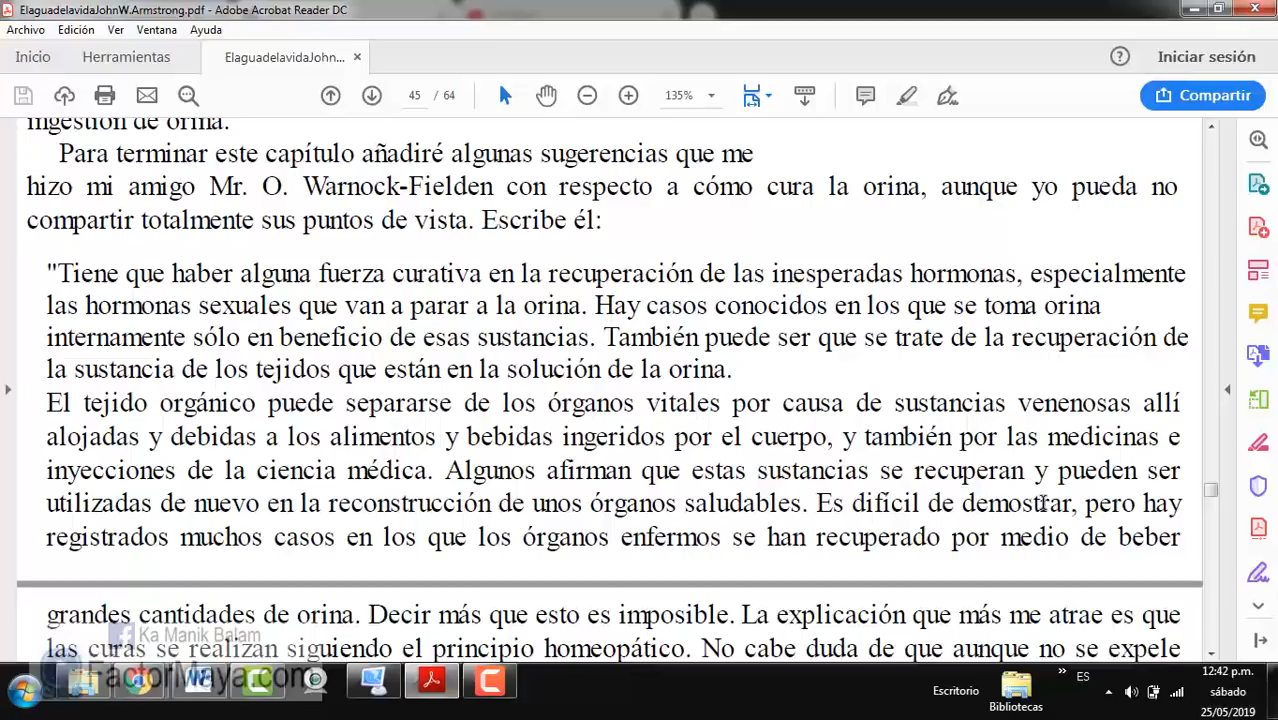 ElaguadelavidaJohnW.Armstrong.pdf - Adobe Acrobat Reader DC
Archivo Edición Ver Ventana Ayuda
Inicio Herramientas ElaguadelavidaJohn... × Iniciar sesión
45 / 64 135% Compartir
ingestión de orina.
Para terminar este capítulo añadiré algunas sugerencias que me
hizo mi amigo Mr. O. Warnock-Fielden con respecto a cómo cura la orina, aunque yo pueda no
compartir totalmente sus puntos de vista. Escribe él:
"Tiene que haber alguna fuerza curativa en la recuperación de las inesperadas hormonas, especialmente
las hormonas sexuales que van a parar a la orina. Hay casos conocidos en los que se toma orina
internamente sólo en beneficio de esas sustancias. También puede ser que se trate de la recuperación de
la sustancia de los tejidos que están en la solución de la orina.
El tejido orgánico puede separarse de los órganos vitales por causa de sustancias venenosas allí
alojadas y debidas a los alimentos y bebidas ingeridos por el cuerpo, y también por las medicinas e
inyecciones de la ciencia médica. Algunos afirman que estas sustancias se recuperan y pueden ser
utilizadas de nuevo en la reconstrucción de unos órganos saludables. Es difícil de demostrar, pero hay
registrados muchos casos en los que los órganos enfermos se han recuperado por medio de beber
grandes cantidades de orina. Decir más que esto es imposible. La explicación que más me atrae es que
las curas se realizan siguiendo el principio homeopático. No cabe duda de que aunque no se expele
Ka Manik Balam
FactorMaya.com
Escritorio
Bibliotecas
»
ES
12:42 p.m.
sábado
25/05/2019